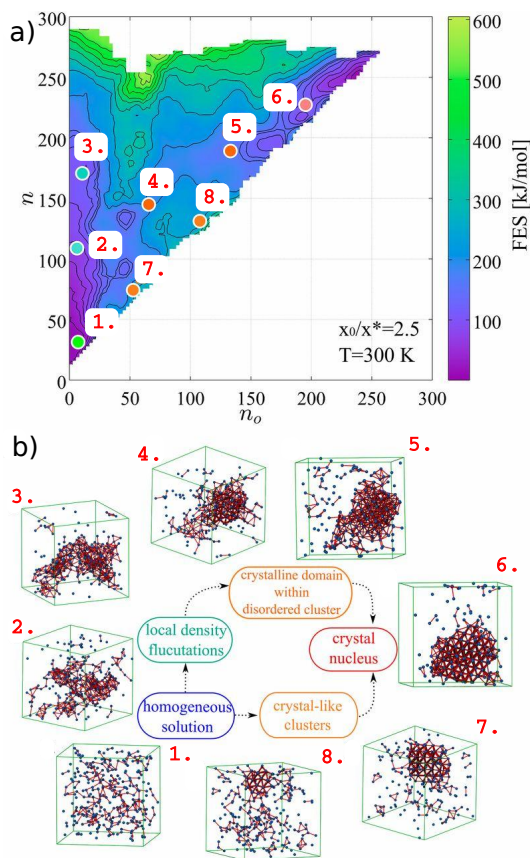 a)
300
250
200
150
100
50
0
n
0
50
100
150
200
250
300
nₒ
1.
2.
3.
4.
5.
6.
7.
8.
x₀/x*=2.5
T=300 K
600
500
400
300
200
100
FES [kJ/mol]
b)
4.
5.
3.
6.
2.
7.
1.
8.
crystalline domain
within
disordered cluster
local density
flucutations
crystal
nucleus
homogeneous
solution
crystal-like
clusters